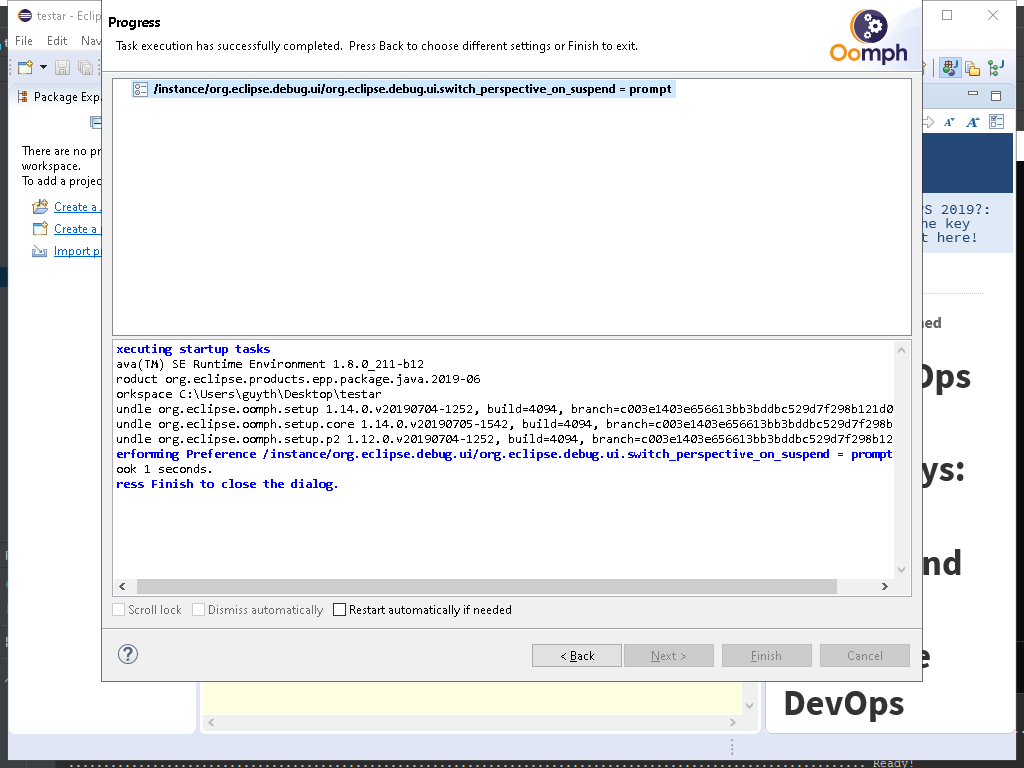 testar - Eclip
Progress
Task execution has successfully completed. Press Back to choose different settings or Finish to exit.
Oomph
File Edit Nav
/instance/org.eclipse.debug.ui/org.eclipse.debug.ui.switch_perspective_on_suspend = prompt
Package Exp
There are no pr
workspace.
To add a projec
Create a
Create a
Import p
PS 2019?:
he key
t here!
ned
Ops
ys:
nd
e
DevOps
xecuting startup tasks
ava(TM) SE Runtime Environment 1.8.0_211-b12
roduct org.eclipse.products.epp.package.java.2019-06
orkspace C:\Users\guyth\Desktop\testar
undle org.eclipse.oomph.setup 1.14.0.v20190704-1252, build=4094, branch=c003e1403e656613bb3bddbc529d7f298b121d0
undle org.eclipse.oomph.setup.core 1.14.0.v20190705-1542, build=4094, branch=c003e1403e656613bb3bddbc529d7f298b
undle org.eclipse.oomph.setup.p2 1.12.0.v20190704-1252, build=4094, branch=c003e1403e656613bb3bddbc529d7f298b12
erforming Preference /instance/org.eclipse.debug.ui/org.eclipse.debug.ui.switch_perspective_on_suspend = prompt
ook 1 seconds.
ress Finish to close the dialog.
Scroll lock Dismiss automatically Restart automatically if needed
< Back Next > Finish Cancel
Ready!